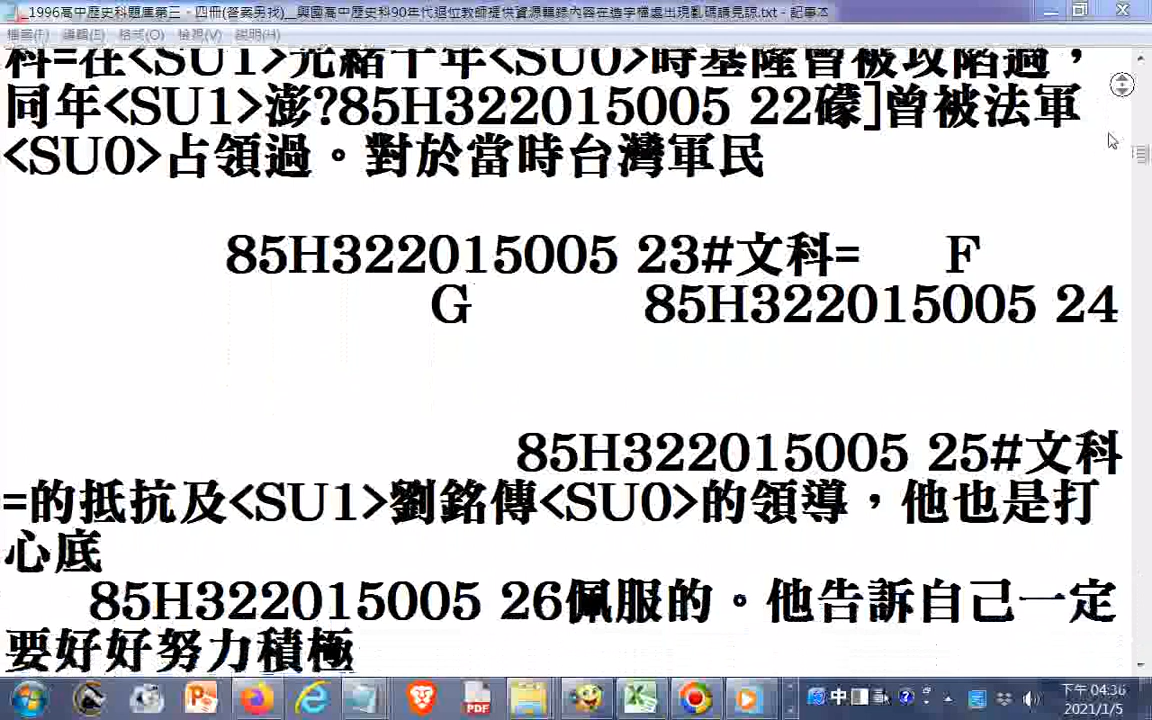 _1996高中歷史科題庫第三 - 四冊(答案另找)__興國高中歷史科90年代退位教師提供資源轉錄內容在造字檔處出現亂碼請見諒.txt - 記事本
檔案(F) 編輯(E) 格式(O) 檢視(V) 說明(H)
科=在<SU1>光緒十年<SU0>時基隆曾被攻陷過，
同年<SU1>澎?85H322015005 22礞]曾被法軍
<SU0>占領過。對於當時台灣軍民
85H322015005 23#文科= F
G 85H322015005 24
85H322015005 25#文科
=的抵抗及<SU1>劉銘傳<SU0>的領導，他也是打
心底
85H322015005 26佩服的。他告訴自己一定
要好好努力積極
中
PDF
下午 04:36
2021/1/5